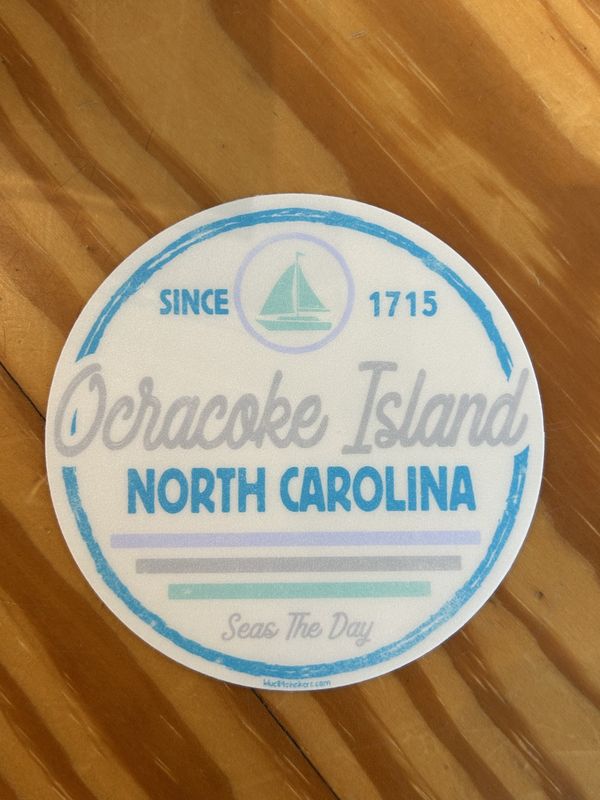 SINCE 1715
Ocracoke Island
NORTH CAROLINA
Seas The Day